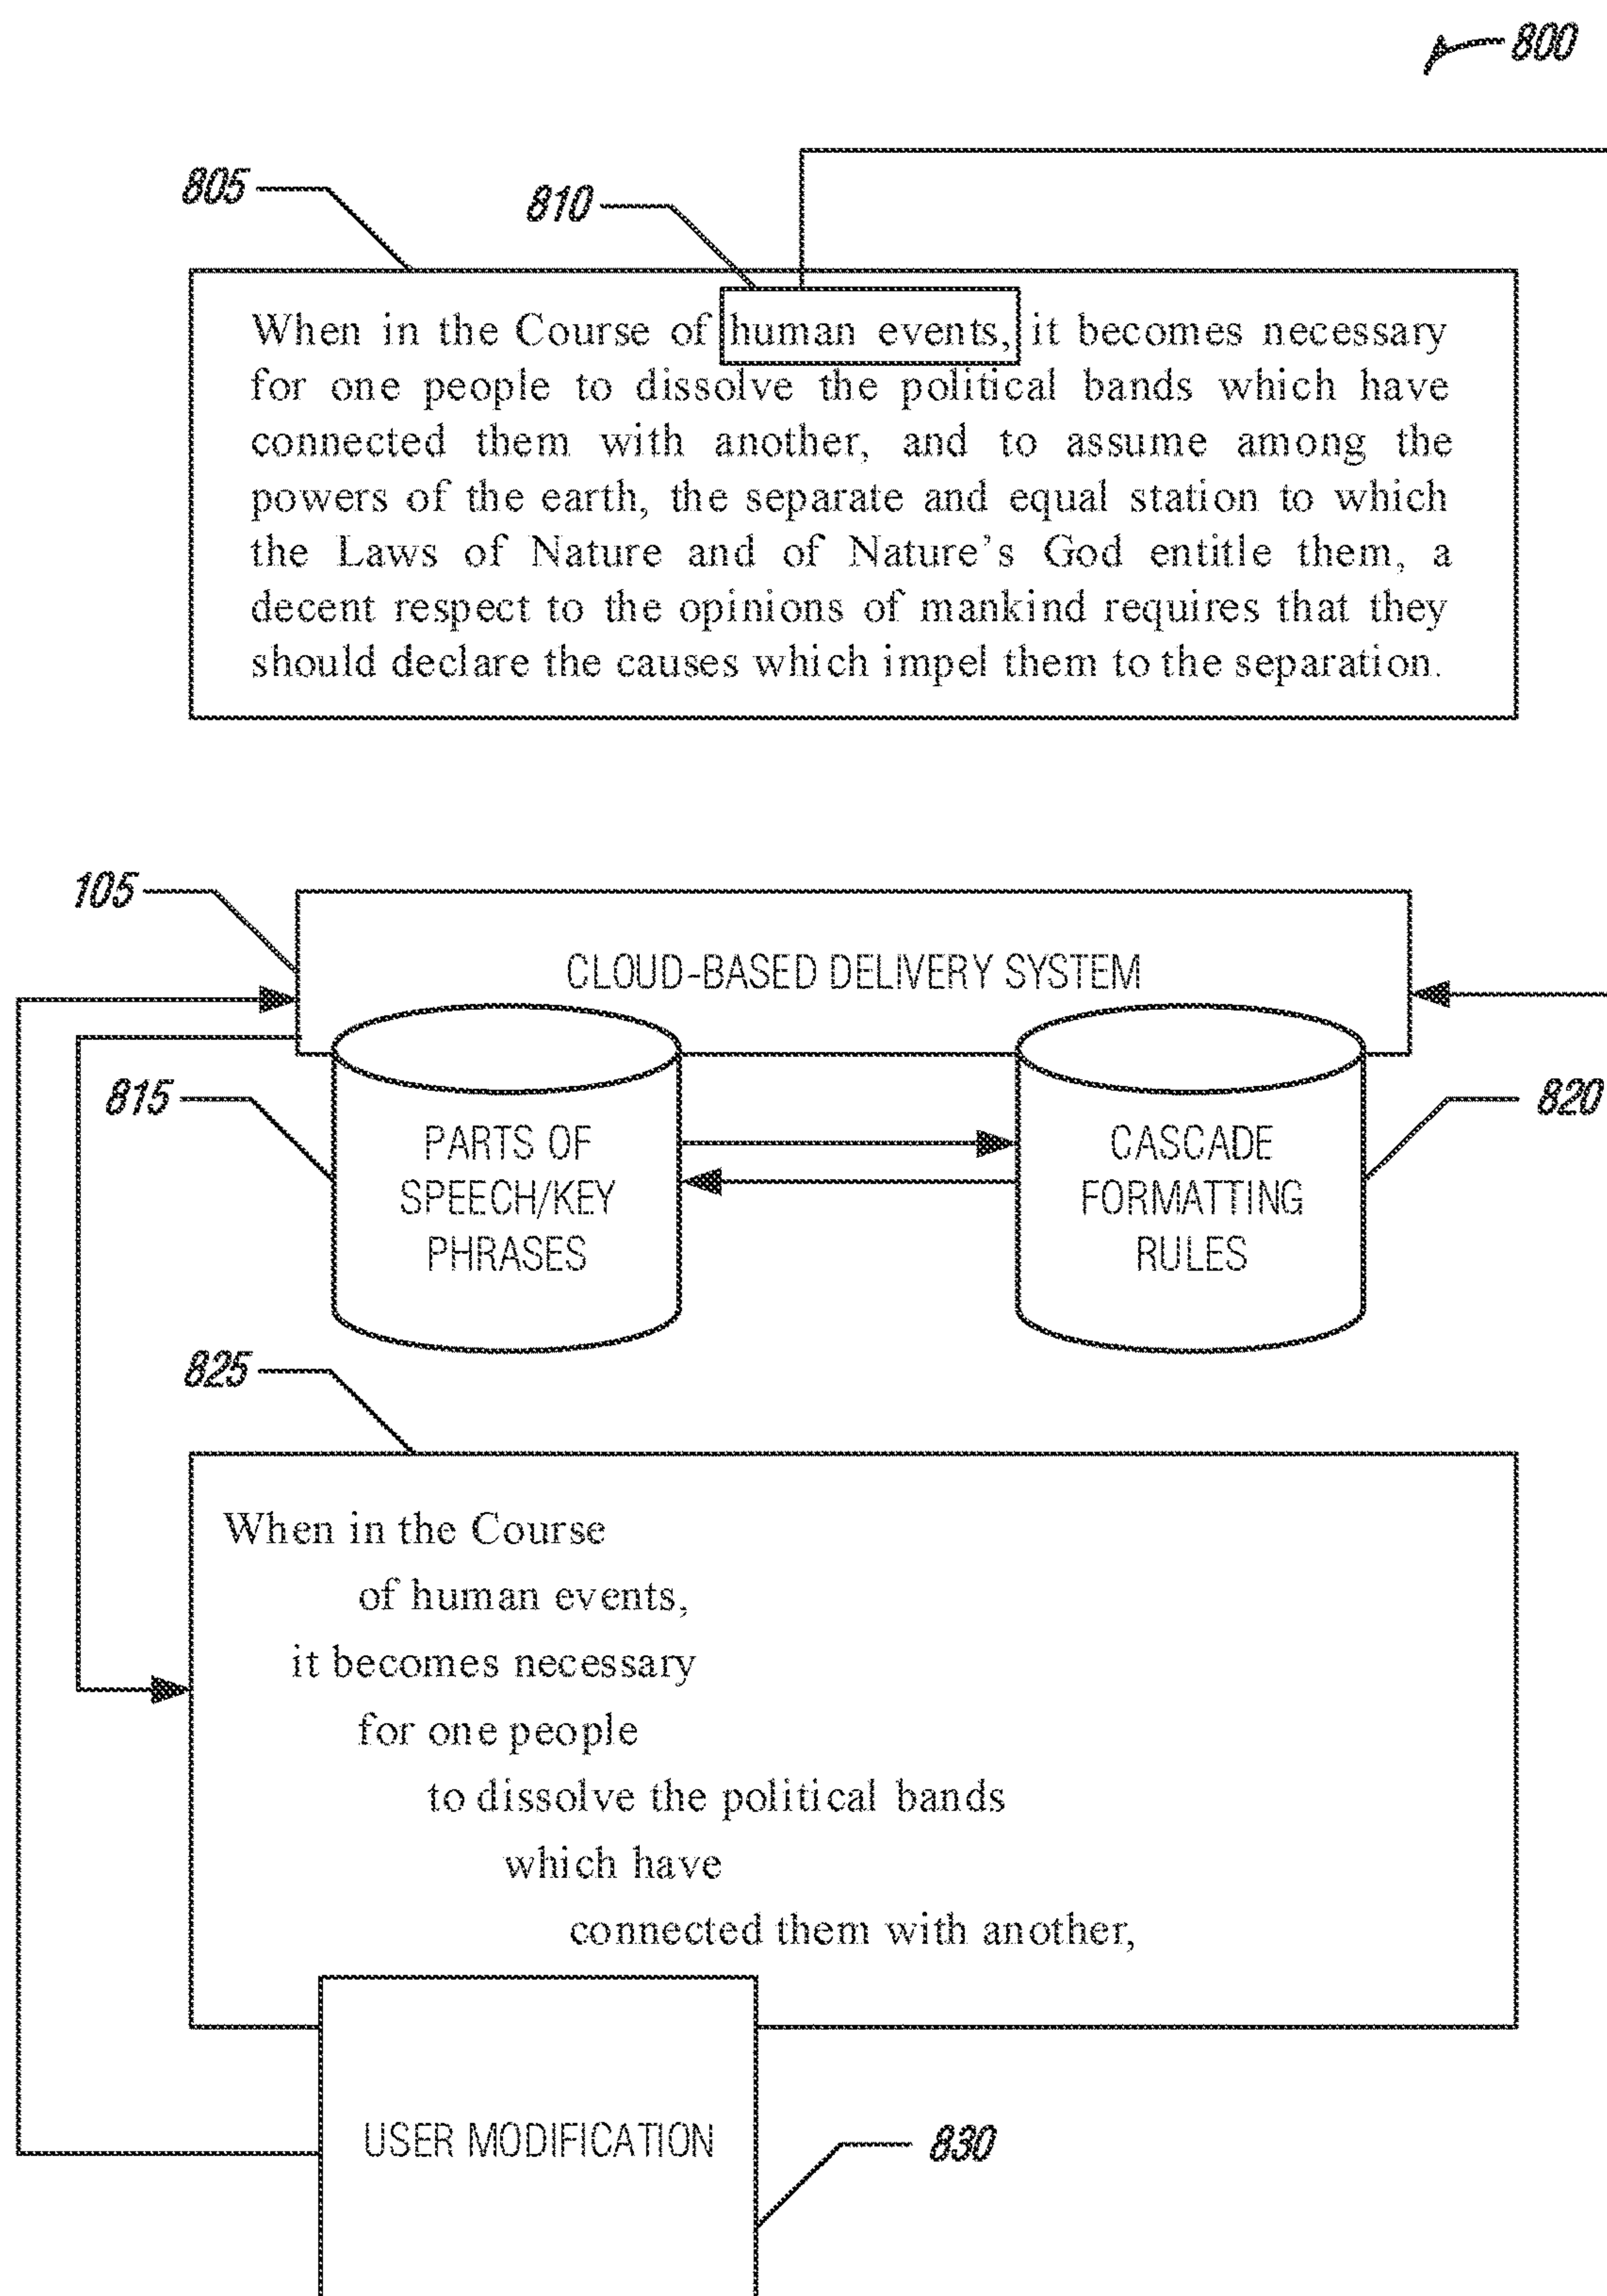 800
805
810
When in the Course of human events, it becomes necessary
for one people to dissolve the political bands which have
connected them with another, and to assume among the
powers of the earth, the separate and equal station to which
the Laws of Nature and of Nature's God entitle them, a
decent respect to the opinions of mankind requires that they
should declare the causes which impel them to the separation.
105
CLOUD-BASED DELIVERY SYSTEM
815
820
PARTS OF
SPEECH/KEY
PHRASES
CASCADE
FORMATTING
RULES
825
When in the Course
of human events,
it becomes necessary
for one people
to dissolve the political bands
which have
connected them with another,
USER MODIFICATION
830